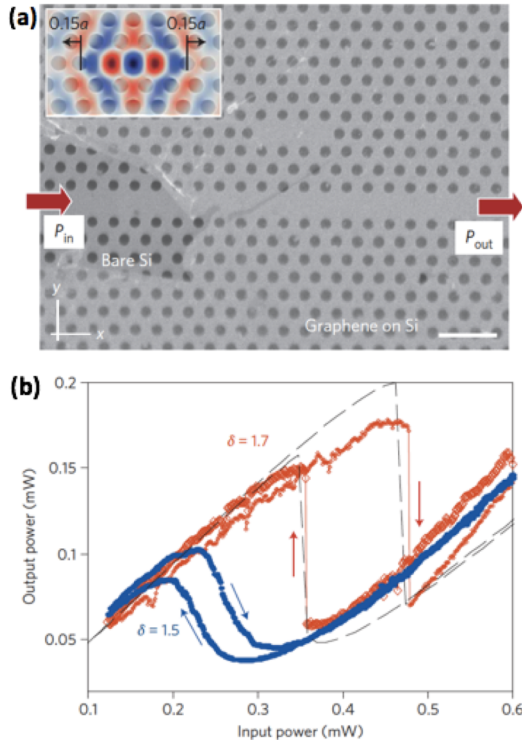 (a)
0.15a 0.15a
P_in
P_out
Bare Si
y
x
Graphene on Si
(b)
0.2
δ = 1.7
0.15
Output power (mW)
0.1
δ = 1.5
0.05
0.1 0.2 0.3 0.4 0.5 0.6
Input power (mW)